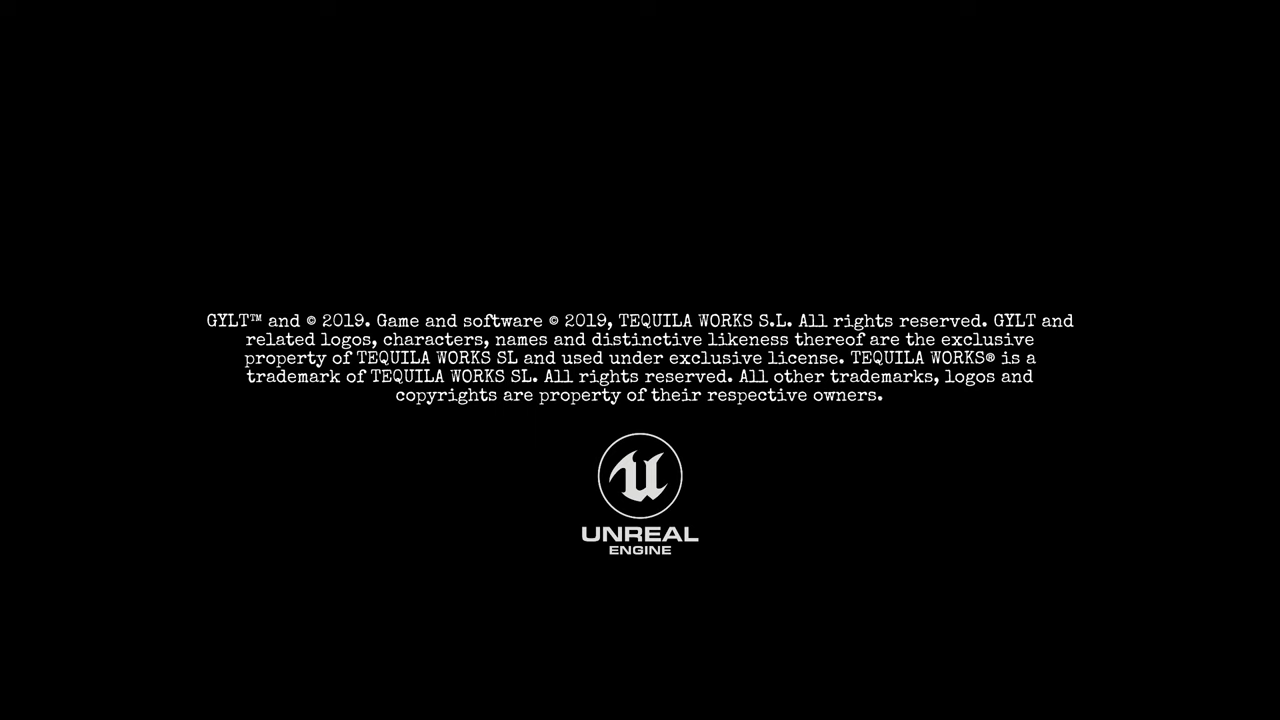 GYLT™ and © 2019. Game and software © 2019, TEQUILA WORKS S.L. All rights reserved. GYLT and
related logos, characters, names and distinctive likeness thereof are the exclusive
property of TEQUILA WORKS SL and used under exclusive license. TEQUILA WORKS® is a
trademark of TEQUILA WORKS SL. All rights reserved. All other trademarks, logos and
copyrights are property of their respective owners.
UNREAL
ENGINE